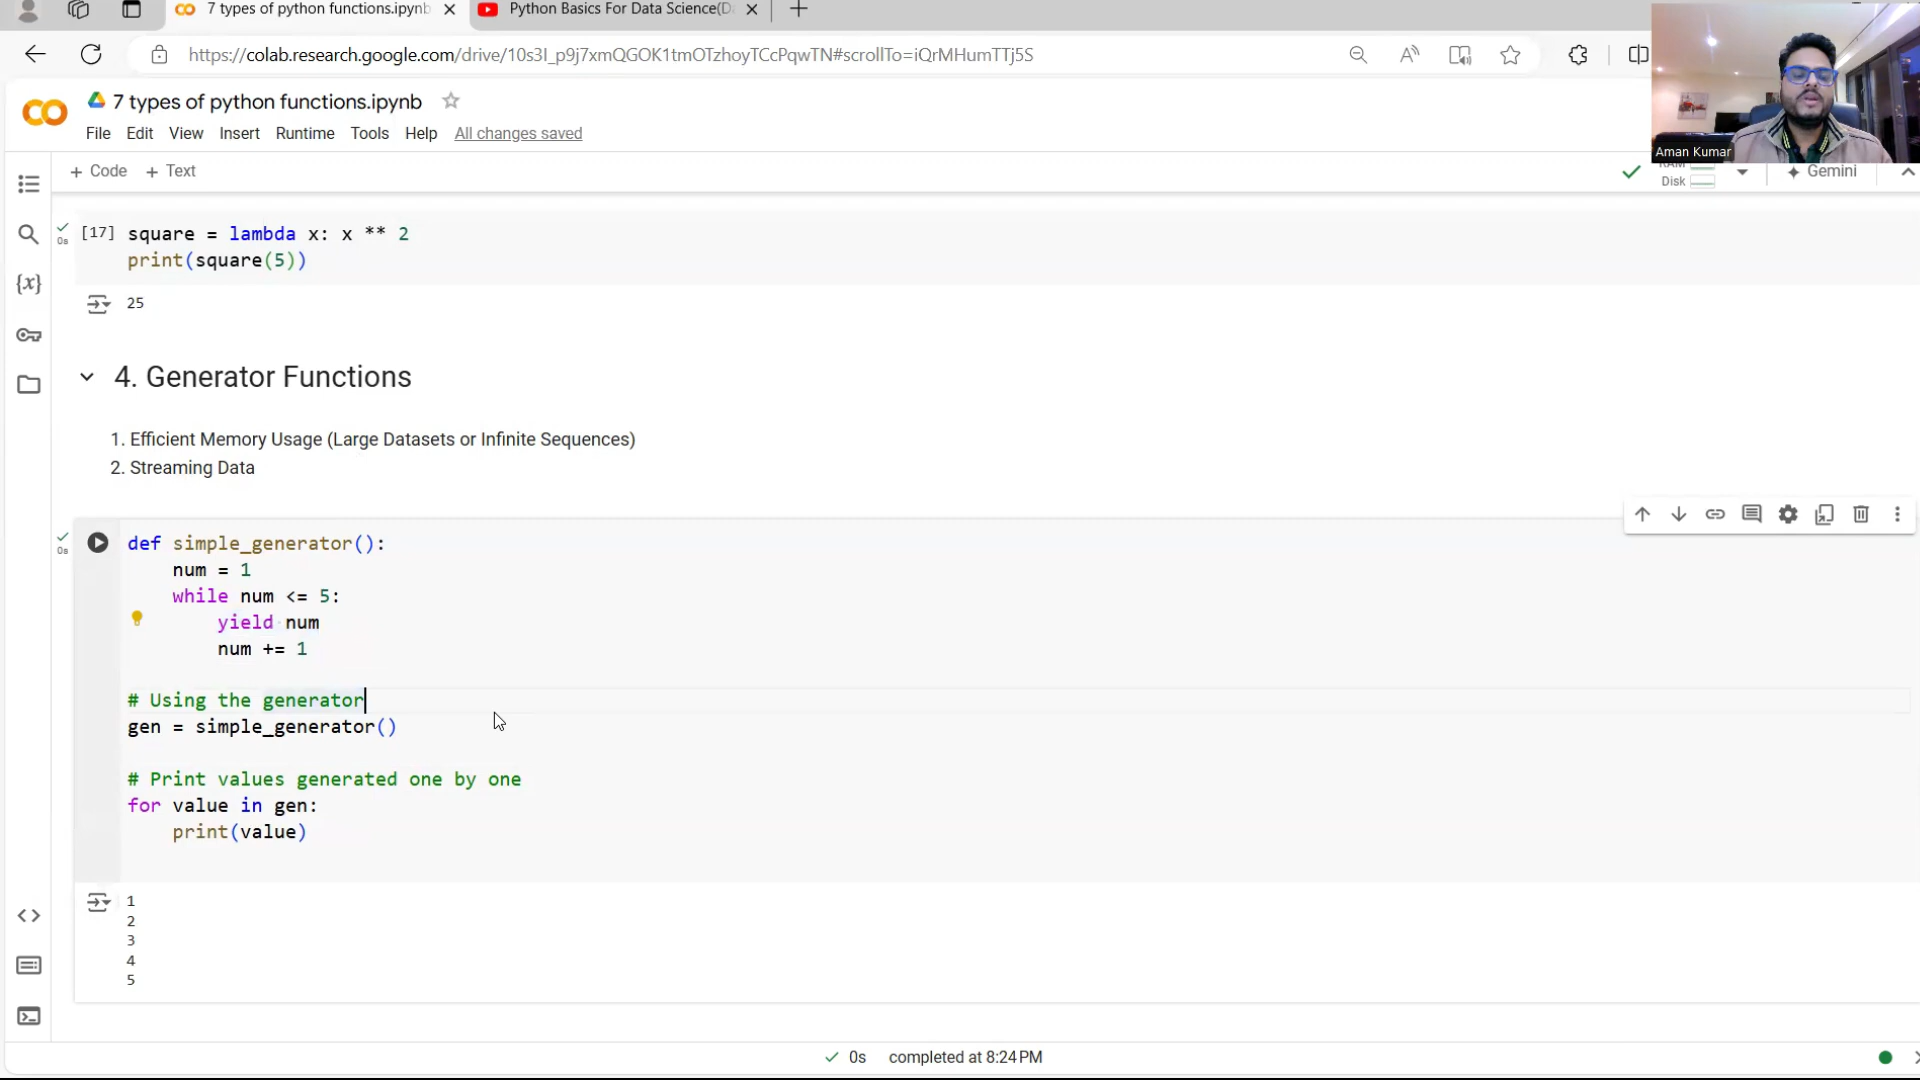 7 types of python functions.ipynb
Python Basics For Data Science(D
https://colab.research.google.com/drive/10s3I_p9j7xmQGOK1tmOTzhoyTCcPqwTN#scrollTo=iQrMHumTTj5S
7 types of python functions.ipynb
File Edit View Insert Runtime Tools Help All changes saved
Aman Kumar
+ Code + Text
RAM
Disk
Gemini
[17] square = lambda x: x ** 2
0s
print(square(5))
25
4. Generator Functions
1. Efficient Memory Usage (Large Datasets or Infinite Sequences)
2. Streaming Data
def simple_generator():
0s
num = 1
while num <= 5:
yield num
num += 1
# Using the generator
gen = simple_generator()
# Print values generated one by one
for value in gen:
print(value)
1
2
3
4
5
0s completed at 8:24 PM